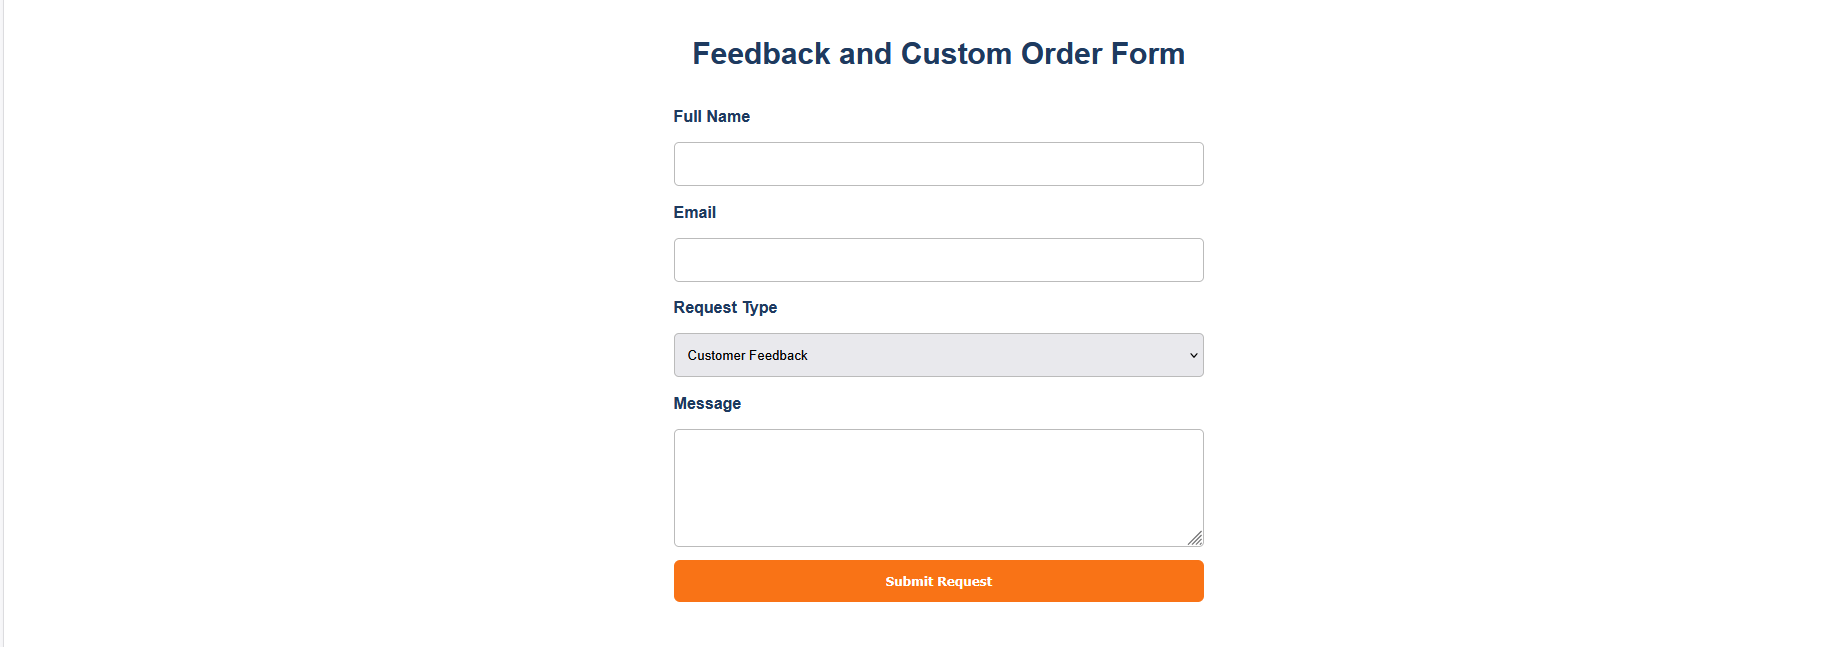 Feedback and Custom Order Form
Full Name
Email
Request Type
Customer Feedback
Message
Submit Request